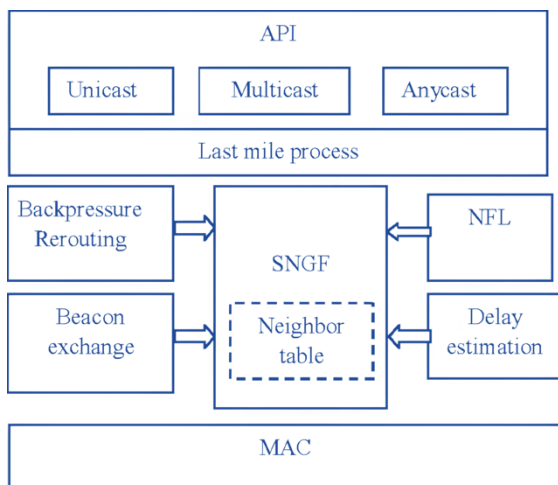 API
Unicast
Multicast
Anycast
Last mile process
Backpressure
Rerouting
SNGF
NFL
Beacon
exchange
Neighbor
table
Delay
estimation
MAC